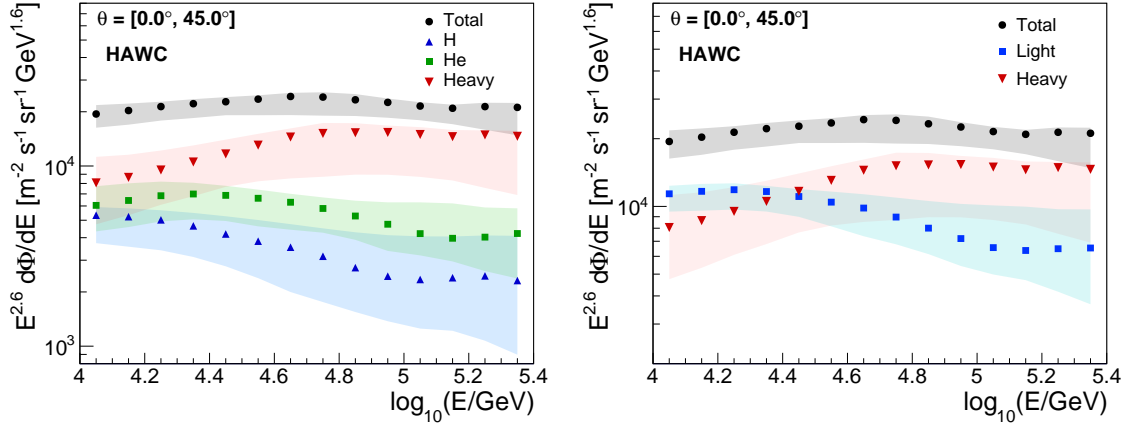 θ = [0.0°, 45.0°]
HAWC
Total
H
He
Heavy
E^2.6 dΦ/dE [m^-2 s^-1 sr^-1 GeV^1.6]
10^4
10^3
4 4.2 4.4 4.6 4.8 5 5.2 5.4
log_10(E/GeV)
θ = [0.0°, 45.0°]
HAWC
Total
Light
Heavy
E^2.6 dΦ/dE [m^-2 s^-1 sr^-1 GeV^1.6]
10^4
4 4.2 4.4 4.6 4.8 5 5.2 5.4
log_10(E/GeV)